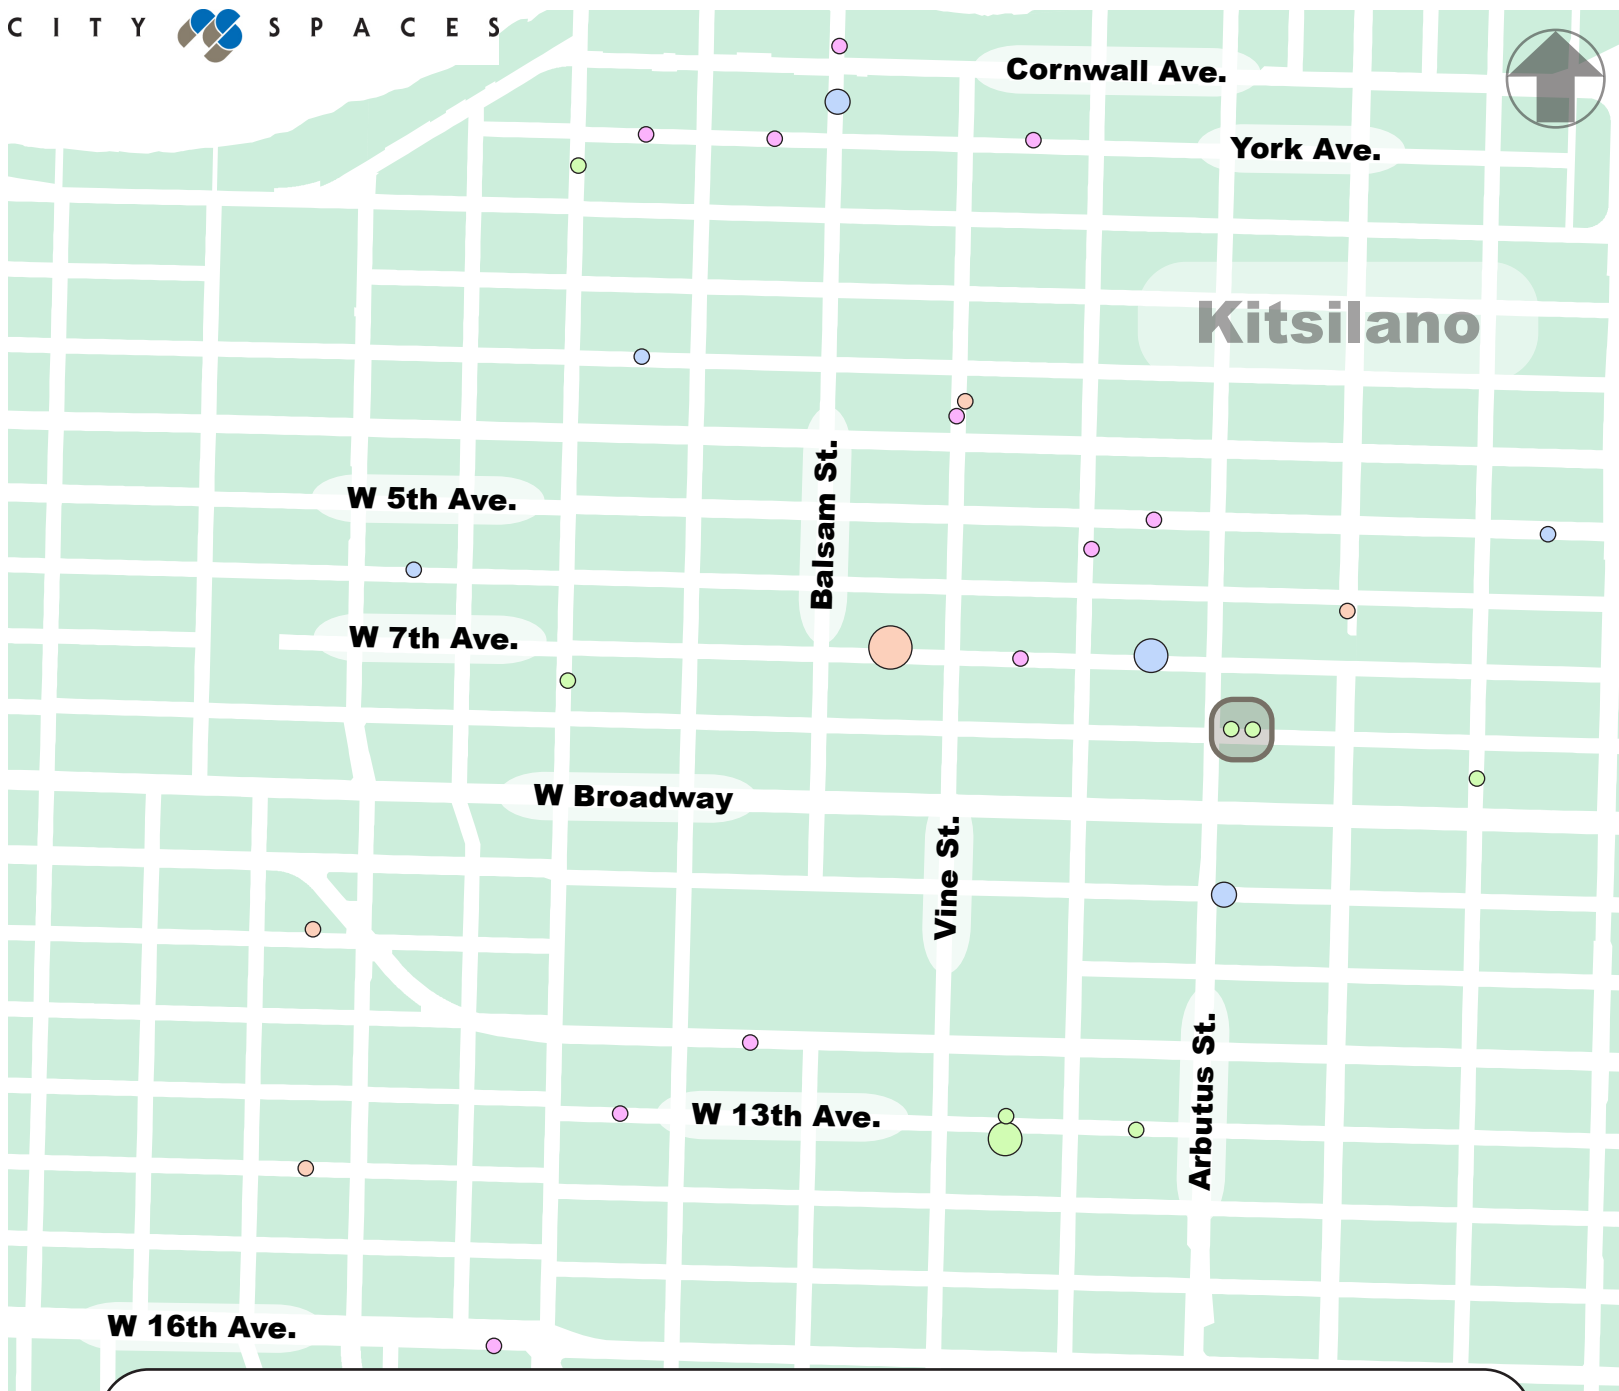 CITY SPACES
Cornwall Ave.
York Ave.
Kitsilano
Balsam St.
W 5th Ave.
W 7th Ave.
W Broadway
Vine St.
Arbutus St.
W 13th Ave.
W 16th Ave.